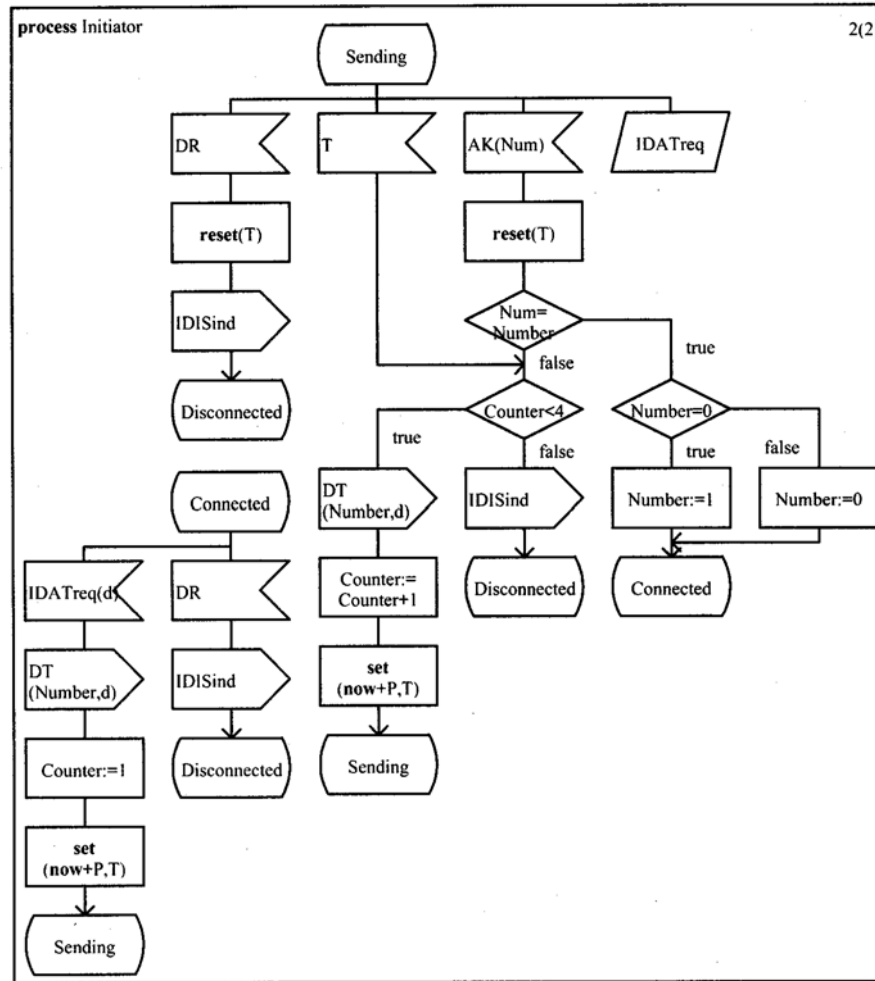 process Initiator
2(2
Sending
DR
T
AK(Num)
IDATreq
reset(T)
reset(T)
IDISind
Num=
Number
true
false
Disconnected
Counter<4
Number=0
true
false
true
false
Connected
DT
(Number,d)
IDISind
Number:=1
Number:=0
IDATreq(d)
DR
Counter:=
Counter+1
Disconnected
Connected
DT
(Number,d)
IDISind
set
(now+P,T)
Counter:=1
Disconnected
Sending
set
(now+P,T)
Sending